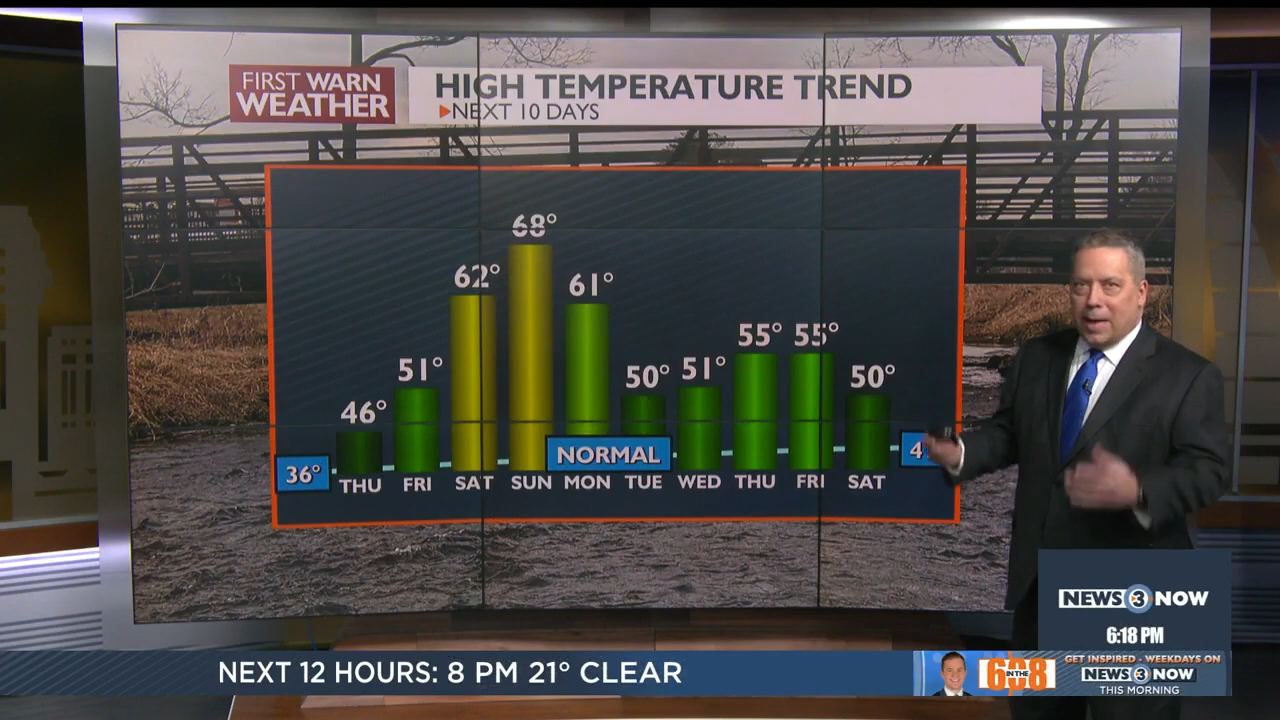 FIRST WARN
WEATHER
HIGH TEMPERATURE TREND
NEXT 10 DAYS
46° 51° 62° 68° 61° 50° 51° 55° 55° 50°
36° NORMAL
THU FRI SAT SUN MON TUE WED THU FRI SAT
NEWS 3 NOW
6:18 PM
NEXT 12 HOURS: 8 PM 21° CLEAR
6 IN THE 608
GET INSPIRED - WEEKDAYS ON
NEWS 3 NOW
THIS MORNING